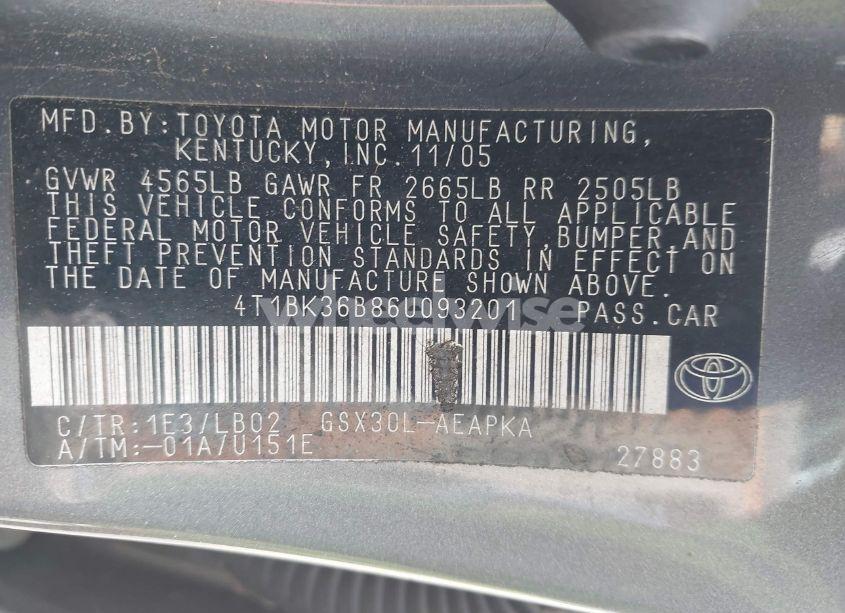 MFD.BY:TOYOTA MOTOR MANUFACTURING,
KENTUCKY, INC. 11/05
GVWR 4565LB GAWR FR 2665LB RR 2505LB
THIS VEHICLE CONFORMS TO ALL APPLICABLE
FEDERAL MOTOR VEHICLE SAFETY,BUMPER,AND
THEFT PREVENTION STANDARDS IN EFFECT ON
THE DATE OF MANUFACTURE SHOWN ABOVE.
4T1BK36B86U093201 PASS.CAR
wheelwise
C/TR:1E3/LB02 GSX30L-AEAPKA
A/TM:-01A/U151E 27883